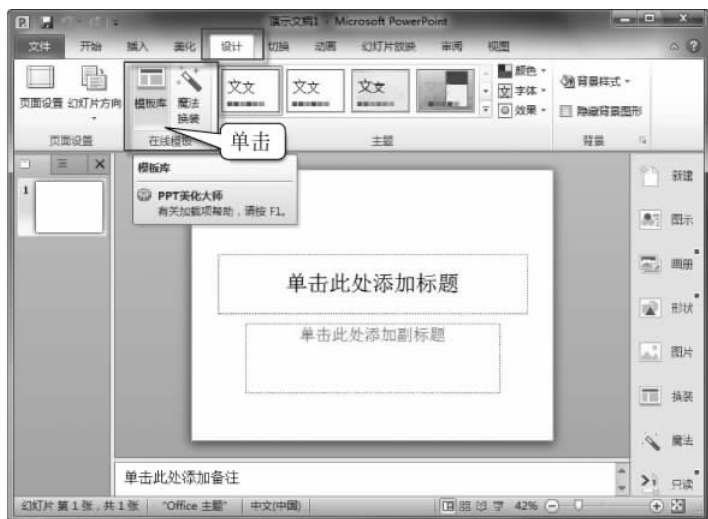 演示文稿1 - Microsoft PowerPoint
文件 开始 插入 美化 设计 切换 动画 幻灯片放映 审阅 视图
页面设置 幻灯片方向 模板库 魔法换装 文文 文文 文文 颜色 字体 效果 背景样式 隐藏背景图形
页面设置 在线模板 主题 背景
单击
模板库
PPT美化大师
有关加载项帮助，请按 F1。
1
单击此处添加标题
单击此处添加副标题
新建
图示
画册
形状
图片
换装
魔法
只读
单击此处添加备注
幻灯片 第 1 张，共 1 张 "Office 主题" 中文(中国) 42%